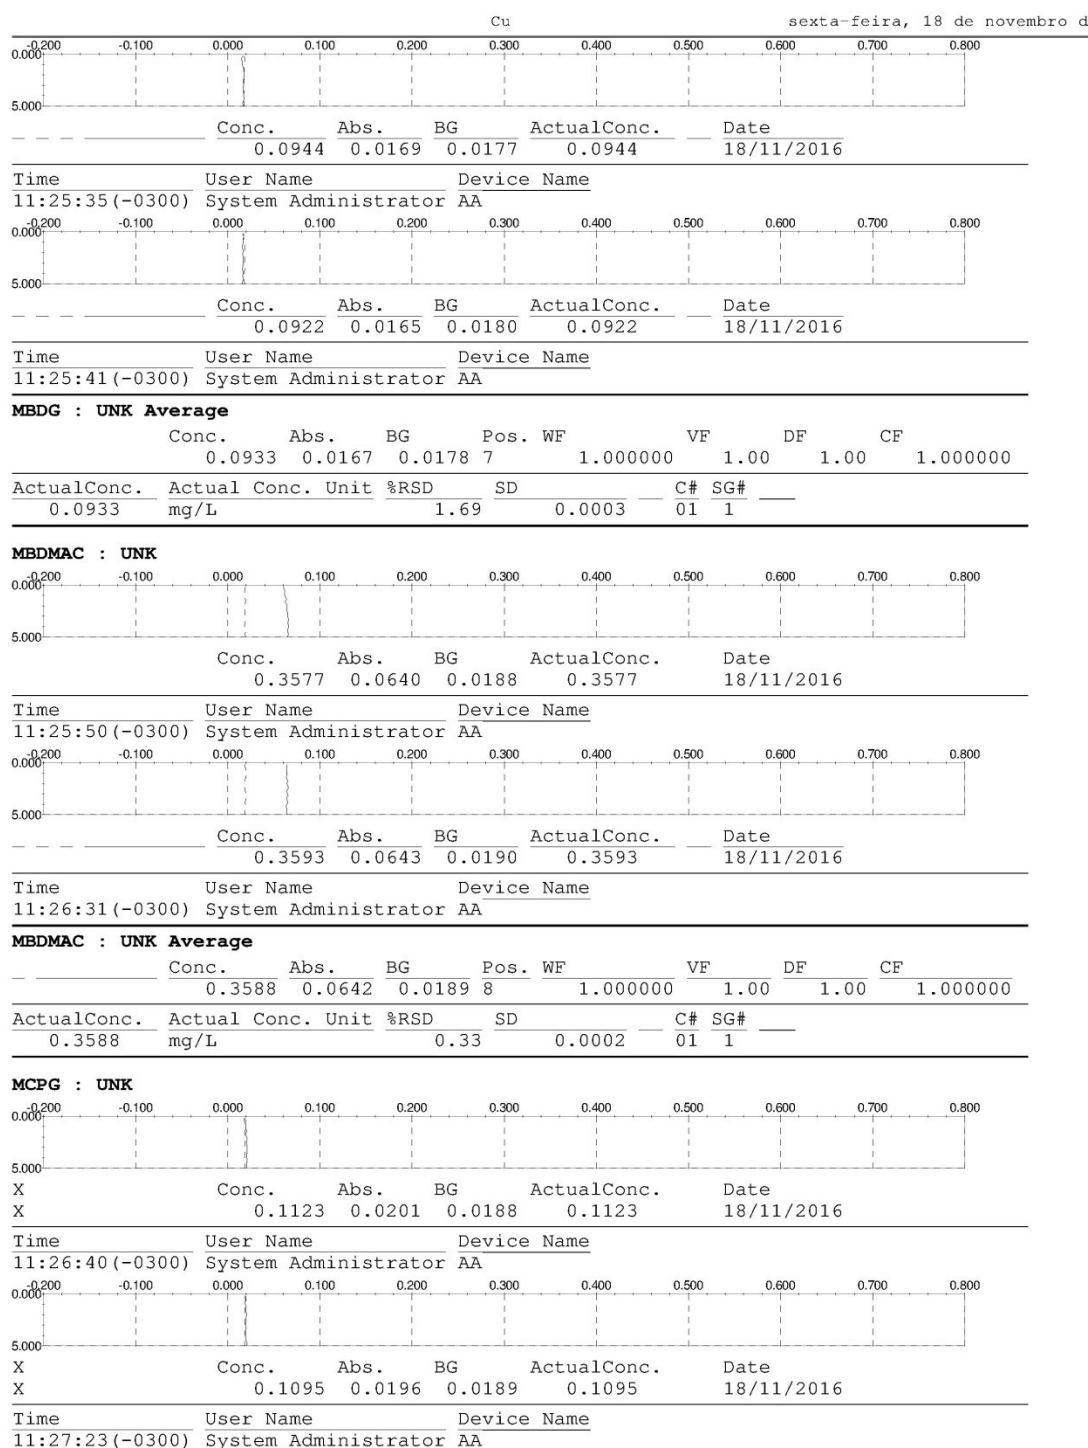 Cu sexta-feira, 18 de novembro d
-0.200 -0.100 0.000 0.100 0.200 0.300 0.400 0.500 0.600 0.700 0.800
0.000
5.000
Conc. Abs. BG ActualConc. Date
0.0944 0.0169 0.0177 0.0944 18/11/2016
Time User Name Device Name
11:25:35(-0300) System Administrator AA
-0.200 -0.100 0.000 0.100 0.200 0.300 0.400 0.500 0.600 0.700 0.800
0.000
5.000
Conc. Abs. BG ActualConc. Date
0.0922 0.0165 0.0180 0.0922 18/11/2016
Time User Name Device Name
11:25:41(-0300) System Administrator AA
MBDG : UNK Average
Conc. Abs. BG Pos. WF VF DF CF
0.0933 0.0167 0.0178 7 1.000000 1.00 1.00 1.000000
ActualConc. Actual Conc. Unit %RSD SD C# SG#
0.0933 mg/L 1.69 0.0003 01 1
MBDMAC : UNK
-0.200 -0.100 0.000 0.100 0.200 0.300 0.400 0.500 0.600 0.700 0.800
0.000
5.000
Conc. Abs. BG ActualConc. Date
0.3577 0.0640 0.0188 0.3577 18/11/2016
Time User Name Device Name
11:25:50(-0300) System Administrator AA
-0.200 -0.100 0.000 0.100 0.200 0.300 0.400 0.500 0.600 0.700 0.800
0.000
5.000
Conc. Abs. BG ActualConc. Date
0.3593 0.0643 0.0190 0.3593 18/11/2016
Time User Name Device Name
11:26:31(-0300) System Administrator AA
MBDMAC : UNK Average
Conc. Abs. BG Pos. WF VF DF CF
0.3588 0.0642 0.0189 8 1.000000 1.00 1.00 1.000000
ActualConc. Actual Conc. Unit %RSD SD C# SG#
0.3588 mg/L 0.33 0.0002 01 1
MCPG : UNK
-0.200 -0.100 0.000 0.100 0.200 0.300 0.400 0.500 0.600 0.700 0.800
0.000
5.000
X Conc. Abs. BG ActualConc. Date
X 0.1123 0.0201 0.0188 0.1123 18/11/2016
Time User Name Device Name
11:26:40(-0300) System Administrator AA
-0.200 -0.100 0.000 0.100 0.200 0.300 0.400 0.500 0.600 0.700 0.800
0.000
5.000
X Conc. Abs. BG ActualConc. Date
X 0.1095 0.0196 0.0189 0.1095 18/11/2016
Time User Name Device Name
11:27:23(-0300) System Administrator AA